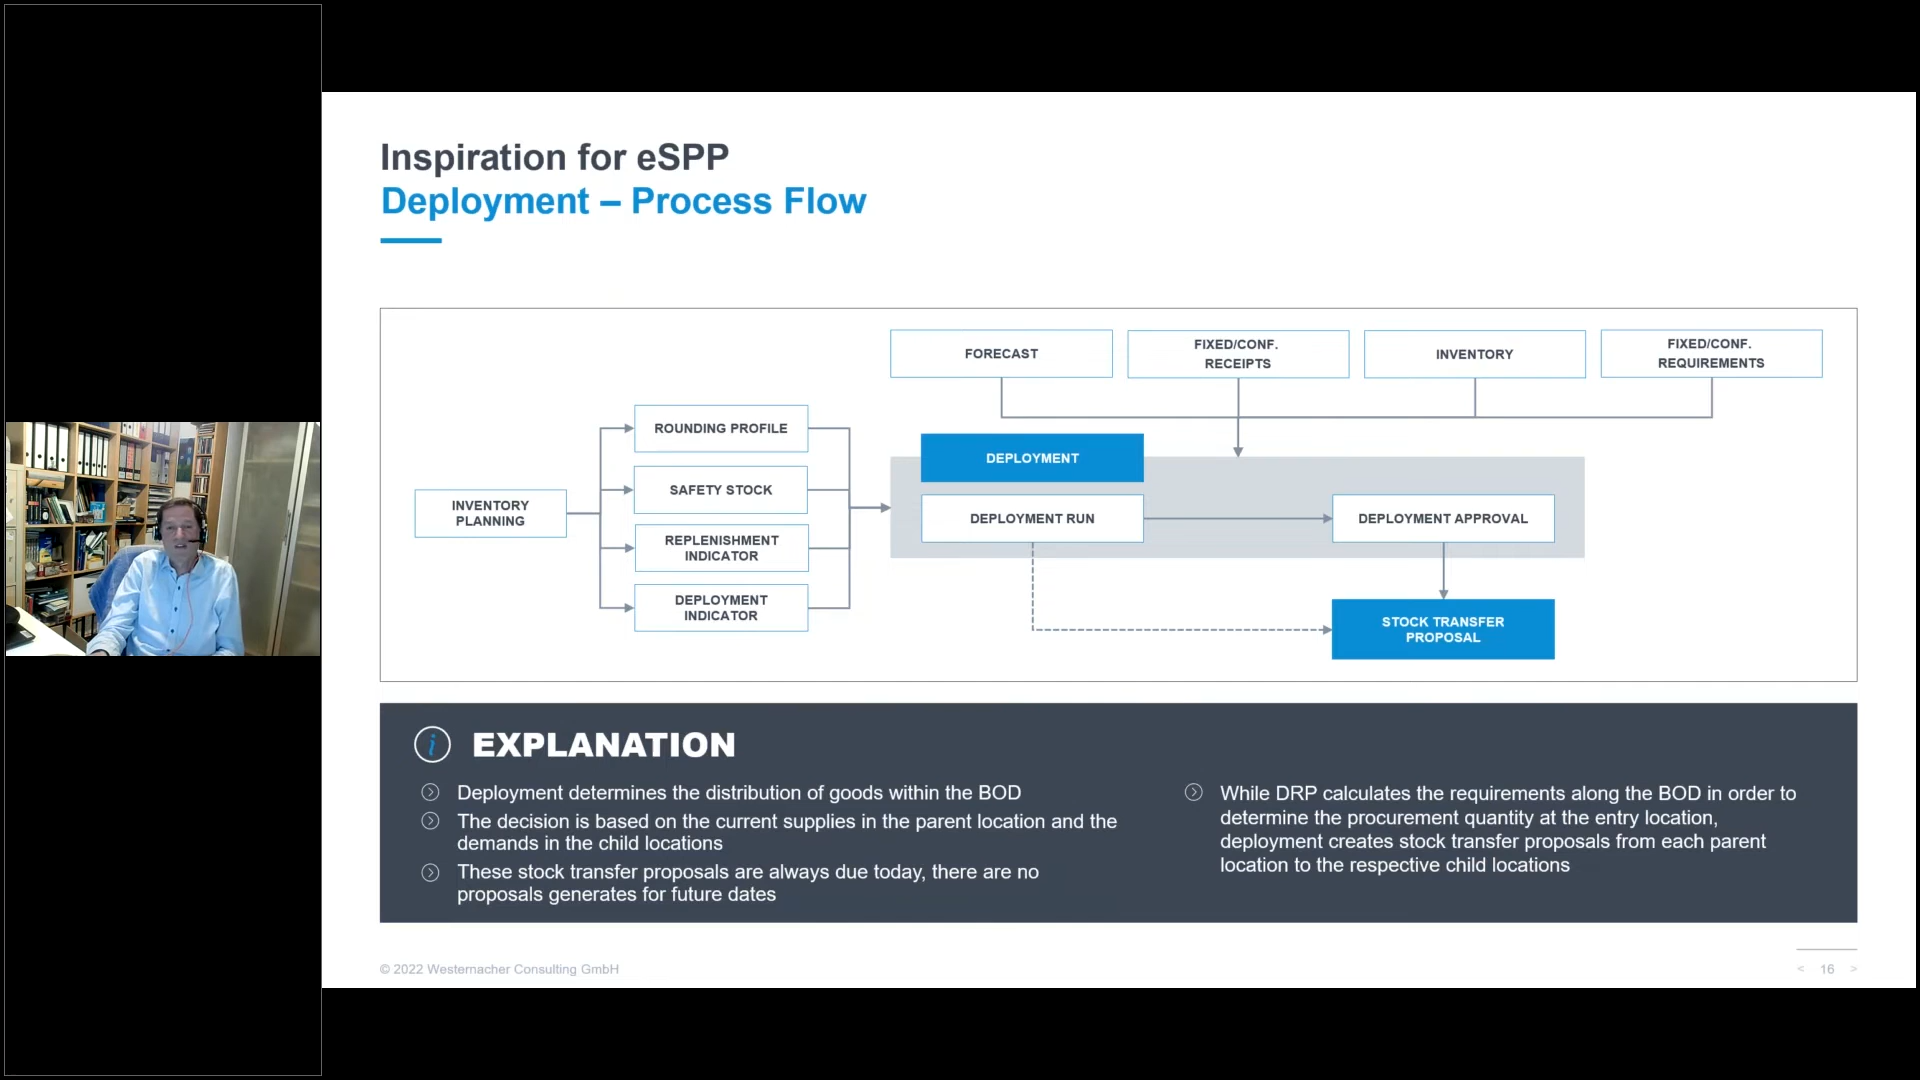 Inspiration for eSPP
Deployment – Process Flow
FORECAST
FIXED/CONF.
RECEIPTS
INVENTORY
FIXED/CONF.
REQUIREMENTS
ROUNDING PROFILE
SAFETY STOCK
REPLENISHMENT
INDICATOR
DEPLOYMENT
INDICATOR
INVENTORY
PLANNING
DEPLOYMENT
DEPLOYMENT RUN
DEPLOYMENT APPROVAL
STOCK TRANSFER
PROPOSAL
i EXPLANATION
Deployment determines the distribution of goods within the BOD
The decision is based on the current supplies in the parent location and the
demands in the child locations
These stock transfer proposals are always due today, there are no
proposals generates for future dates
While DRP calculates the requirements along the BOD in order to
determine the procurement quantity at the entry location,
deployment creates stock transfer proposals from each parent
location to the respective child locations
© 2022 Westernacher Consulting GmbH
< 16 >